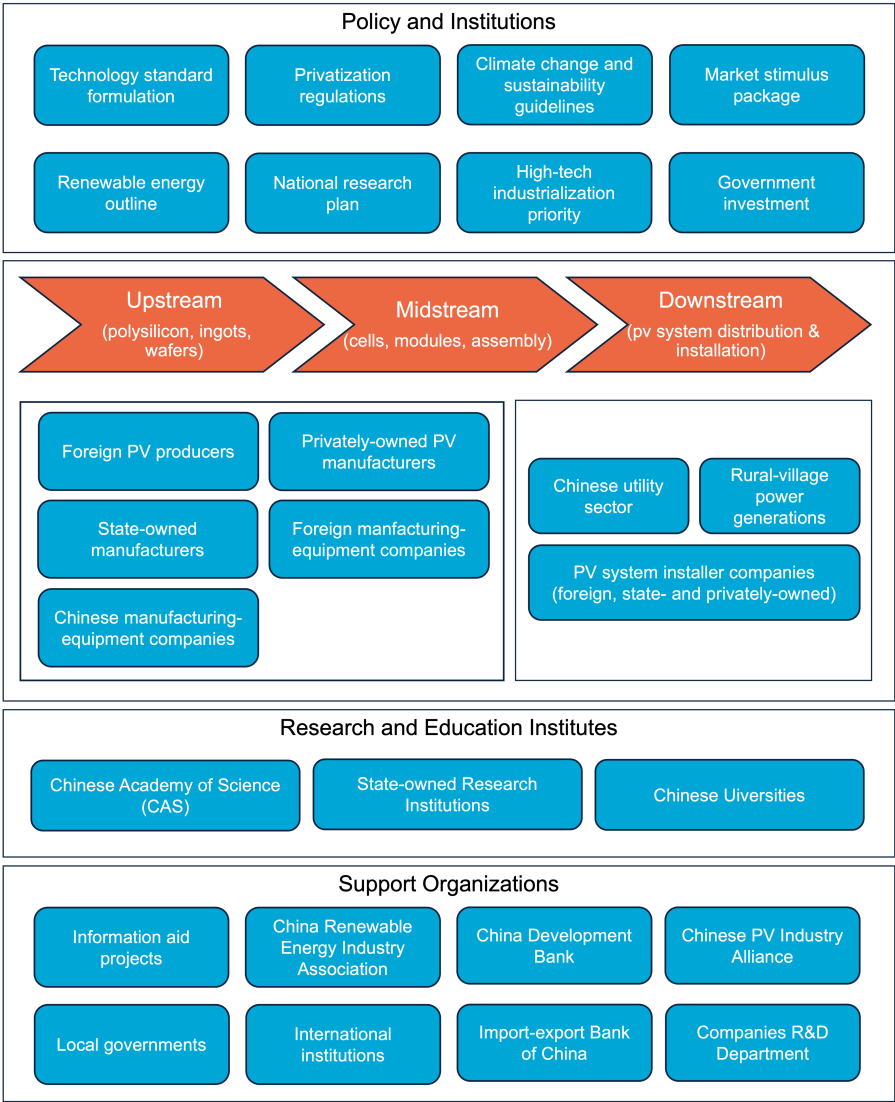 Policy and Institutions
Technology standard
formulation
Privatization
regulations
Climate change and
sustainability
guidelines
Market stimulus
package
Renewable energy
outline
National research
plan
High-tech
industrialization
priority
Government
investment
Upstream
(polysilicon, ingots,
wafers)
Midstream
(cells, modules, assembly)
Downstream
(pv system distribution &
installation)
Foreign PV producers
Privately-owned PV
manufacturers
State-owned
manufacturers
Foreign manfacturing-
equipment companies
Chinese manufacturing-
equipment companies
Chinese utility
sector
Rural-village
power
generations
PV system installer companies
(foreign, state- and privately-owned)
Research and Education Institutes
Chinese Academy of Science
(CAS)
State-owned Research
Institutions
Chinese Uiversities
Support Organizations
Information aid
projects
China Renewable
Energy Industry
Association
China Development
Bank
Chinese PV Industry
Alliance
Local governments
International
institutions
Import-export Bank
of China
Companies R&D
Department